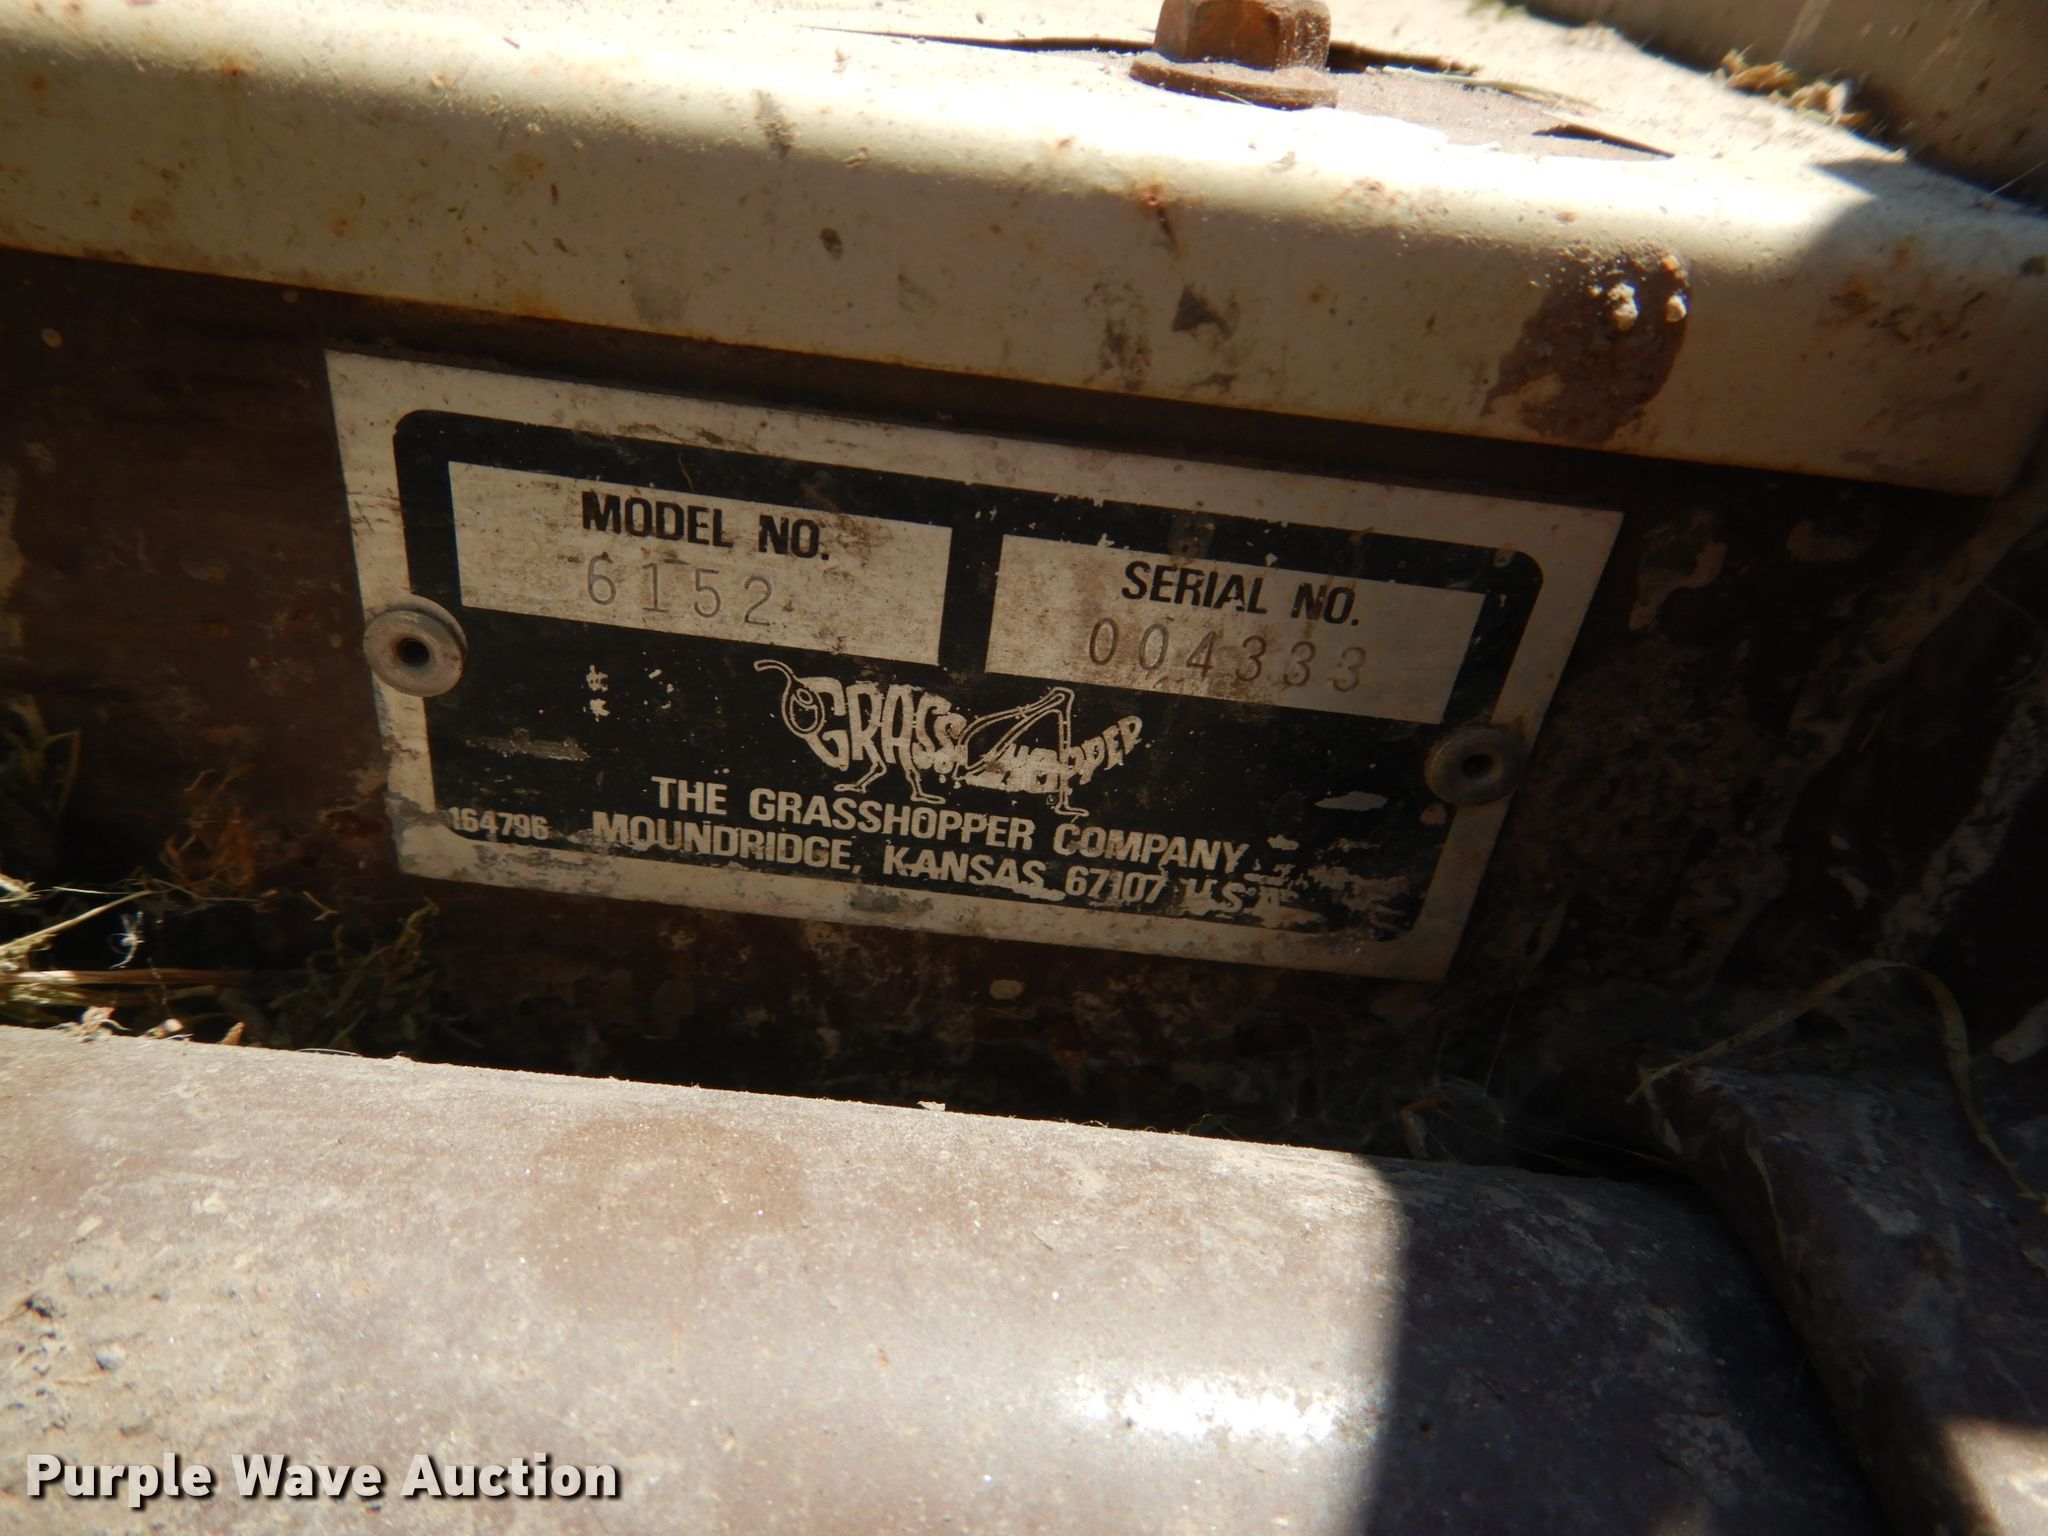 MODEL NO.
6152
SERIAL NO.
004333
GRASSHOPPER
THE GRASSHOPPER COMPANY
164796 MOUNDRIDGE, KANSAS 67107 U.S.
Purple Wave Auction